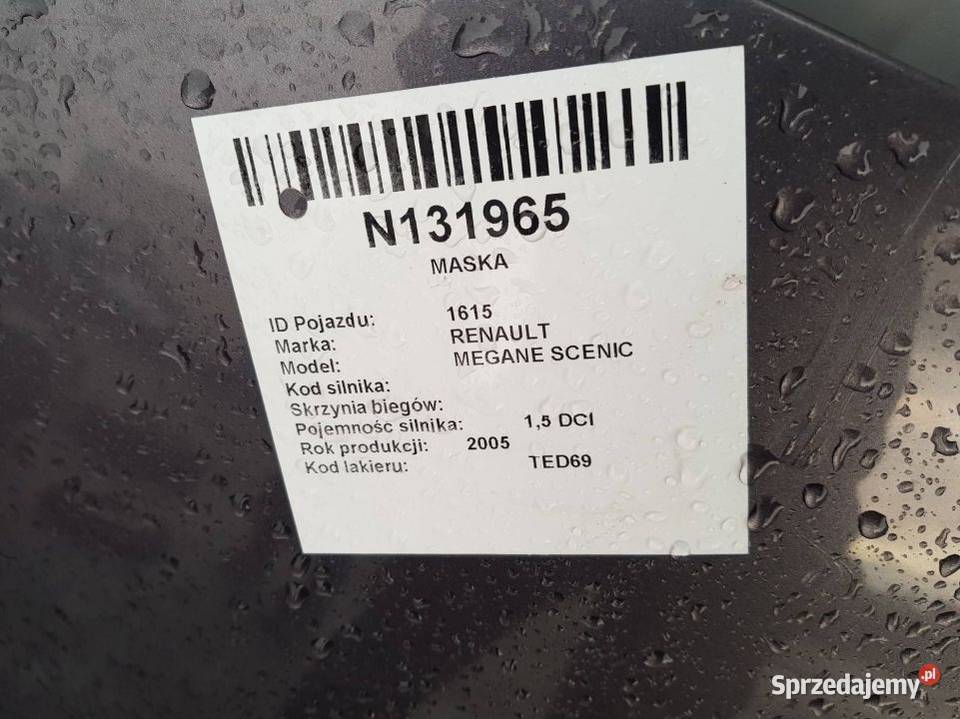 N131965
MASKA
ID Pojazdu: 1615
Marka: RENAULT
Model: MEGANE SCENIC
Kod silnika:
Skrzynia biegów:
Pojemnośc silnika: 1,5 DCI
Rok produkcji: 2005
Kod lakieru: TED69
Sprzedajemy.pl